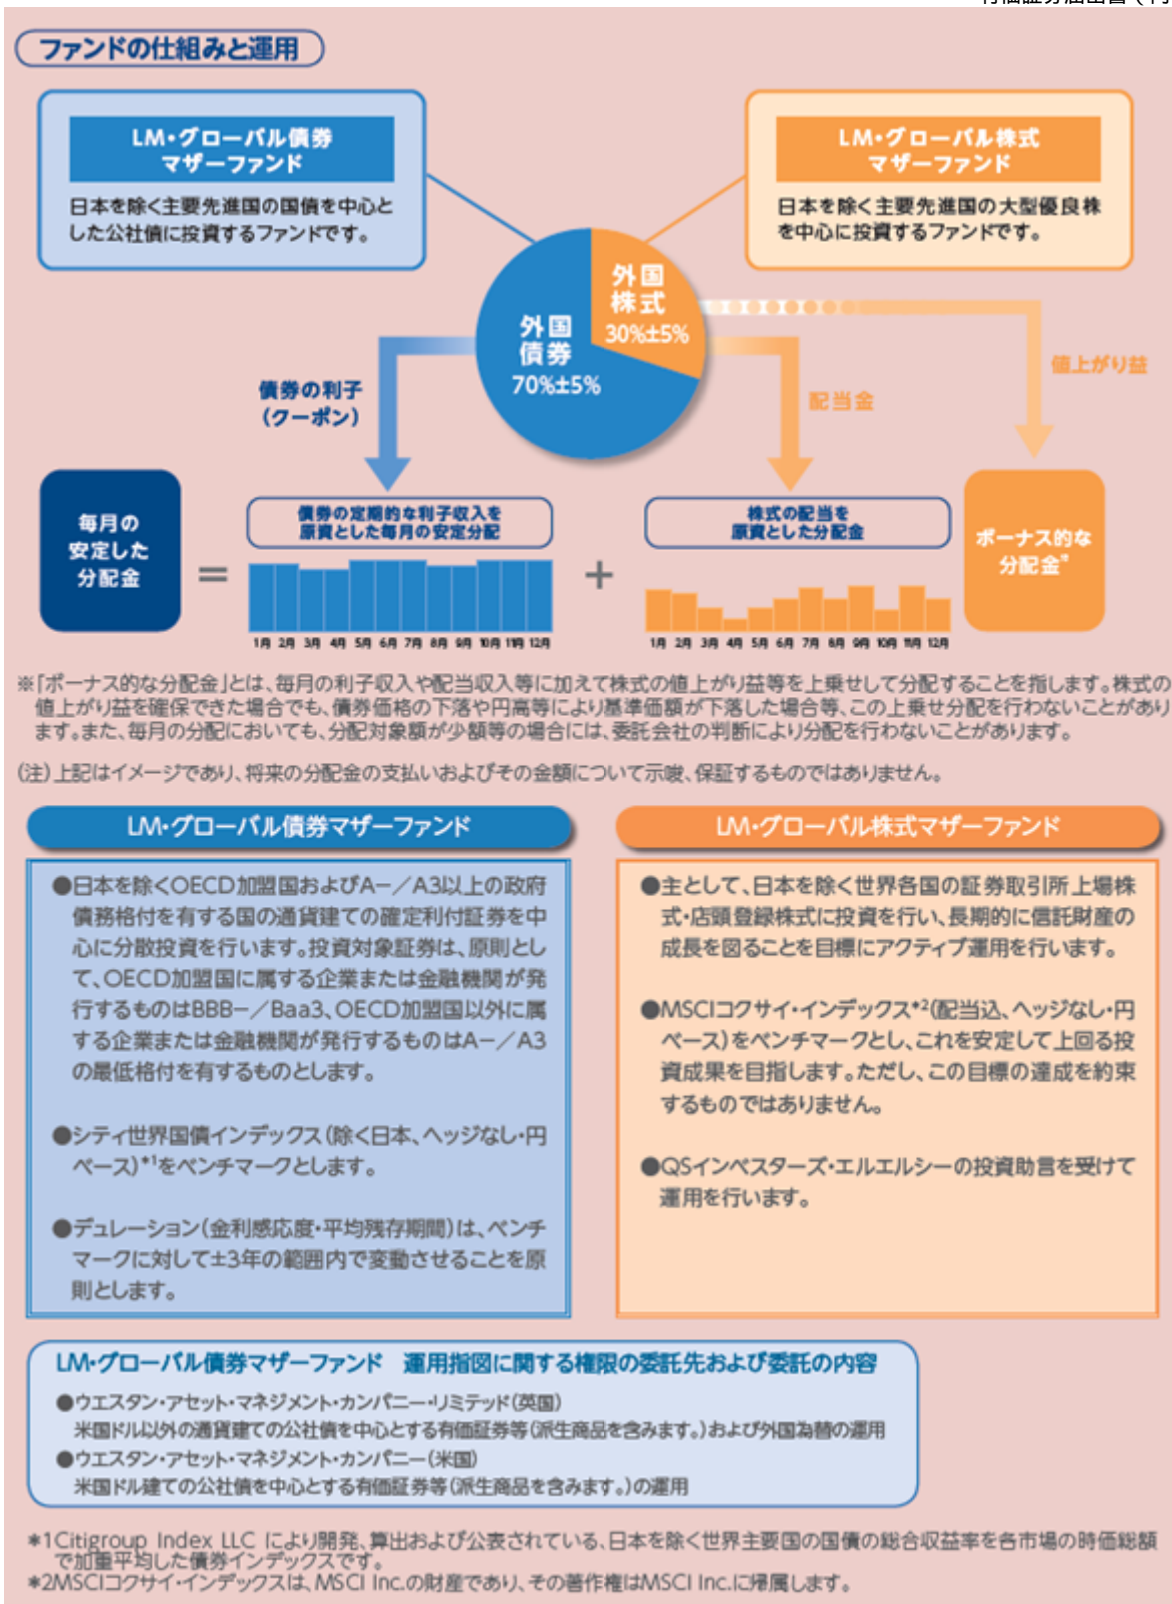 ファンドの仕組みと運用
LM・グローバル債券
マザーファンド
日本を除く主要先進国の国債を中心と
した公社債に投資するファンドです。
LM・グローバル株式
マザーファンド
日本を除く主要先進国の大型優良株
を中心に投資するファンドです。
外国
株式
30%±5%
外国
債券
70%±5%
債券の利子
(クーポン)
配当金
値上がり益
毎月の
安定した
分配金
=
債券の定期的な利子収入を
原資とした毎月の安定分配
1月 2月 3月 4月 5月 6月 7月 8月 9月 10月 11月 12月
+
株式の配当を
原資とした分配金
1月 2月 3月 4月 5月 6月 7月 8月 9月 10月 11月 12月
ボーナス的な
分配金※
※「ボーナス的な分配金」とは、毎月の利子収入や配当収入等に加えて株式の値上がり益等を上乗せして分配することを指します。株式の
値上がり益を確保できた場合でも、債券価格の下落や円高等により基準価額が下落した場合等、この上乗せ分配を行わないことがあり
ます。また、毎月の分配においても、分配対象額が少額等の場合には、委託会社の判断により分配を行わないことがあります。
(注)上記はイメージであり、将来の分配金の支払いおよびその金額について示唆、保証するものではありません。
LM・グローバル債券マザーファンド
●日本を除くOECD加盟国およびA−／A3以上の政府
債務格付を有する国の通貨建ての確定利付証券を中
心に分散投資を行います。投資対象証券は、原則とし
て、OECD加盟国に属する企業または金融機関が発
行するものはBBB−／Baa3、OECD加盟国以外に属
する企業または金融機関が発行するものはA−／A3
の最低格付を有するものとします。
●シティ世界国債インデックス(除く日本、ヘッジなし・円
ベース)*1をベンチマークとします。
●デュレーション(金利感応度・平均残存期間)は、ベンチ
マークに対して±3年の範囲内で変動させることを原
則とします。
LM・グローバル株式マザーファンド
●主として、日本を除く世界各国の証券取引所上場株
式・店頭登録株式に投資を行い、長期的に信託財産の
成長を図ることを目標にアクティブ運用を行います。
●MSCIコクサイ・インデックス*2(配当込、ヘッジなし・円
ベース)をベンチマークとし、これを安定して上回る投
資成果を目指します。ただし、この目標の達成を約束
するものではありません。
●QSインベスターズ・エルエルシーの投資助言を受けて
運用を行います。
LM・グローバル債券マザーファンド　運用指図に関する権限の委託先および委託の内容
●ウエスタン・アセット・マネジメント・カンパニー・リミテッド(英国)
米国ドル以外の通貨建ての公社債を中心とする有価証券等(派生商品を含みます。)および外国為替の運用
●ウエスタン・アセット・マネジメント・カンパニー(米国)
米国ドル建ての公社債を中心とする有価証券等(派生商品を含みます。)の運用
*1Citigroup Index LLC により開発、算出および公表されている、日本を除く世界主要国の国債の総合収益率を各市場の時価総額
で加重平均した債券インデックスです。
*2MSCIコクサイ・インデックスは、MSCI Inc.の財産であり、その著作権はMSCI Inc.に帰属します。